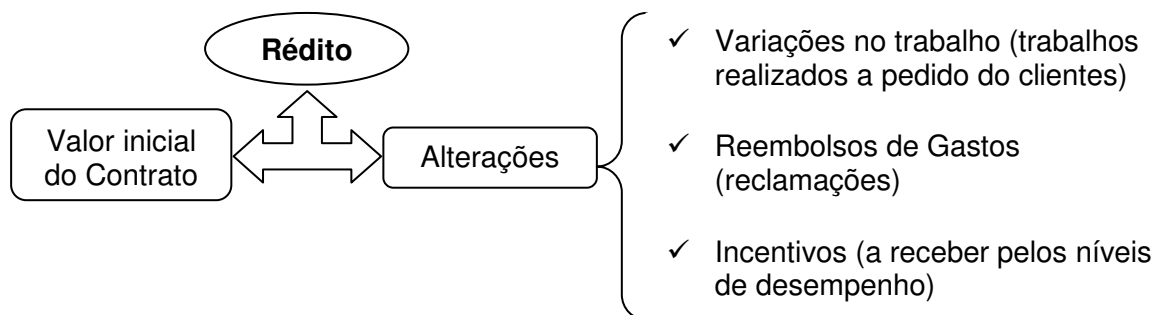 Rédito
Valor inicial
do Contrato
Alterações
✓ Variações no trabalho (trabalhos
realizados a pedido do clientes)
✓ Reembolsos de Gastos
(reclamações)
✓ Incentivos (a receber pelos níveis
de desempenho)